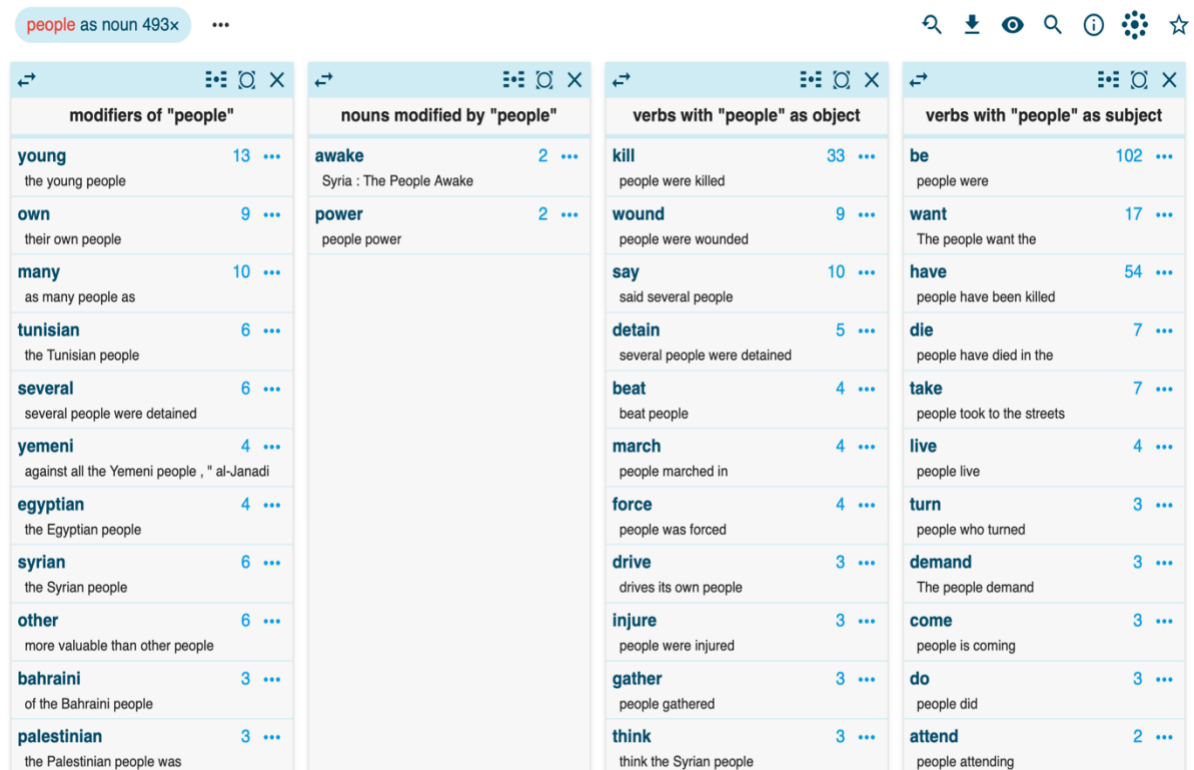 people as noun 493× •••
modifiers of "people"
young 13 •••
the young people
own 9 •••
their own people
many 10 •••
as many people as
tunisian 6 •••
the Tunisian people
several 6 •••
several people were detained
yemeni 4 •••
against all the Yemeni people , " al-Janadi
egyptian 4 •••
the Egyptian people
syrian 6 •••
the Syrian people
other 6 •••
more valuable than other people
bahraini 3 •••
of the Bahraini people
palestinian 3 •••
the Palestinian people was
nouns modified by "people"
awake 2 •••
Syria : The People Awake
power 2 •••
people power
verbs with "people" as object
kill 33 •••
people were killed
wound 9 •••
people were wounded
say 10 •••
said several people
detain 5 •••
several people were detained
beat 4 •••
beat people
march 4 •••
people marched in
force 4 •••
people was forced
drive 3 •••
drives its own people
injure 3 •••
people were injured
gather 3 •••
people gathered
think 3 •••
think the Syrian people
verbs with "people" as subject
be 102 •••
people were
want 17 •••
The people want the
have 54 •••
people have been killed
die 7 •••
people have died in the
take 7 •••
people took to the streets
live 4 •••
people live
turn 3 •••
people who turned
demand 3 •••
The people demand
come 3 •••
people is coming
do 3 •••
people did
attend 2 •••
people attending